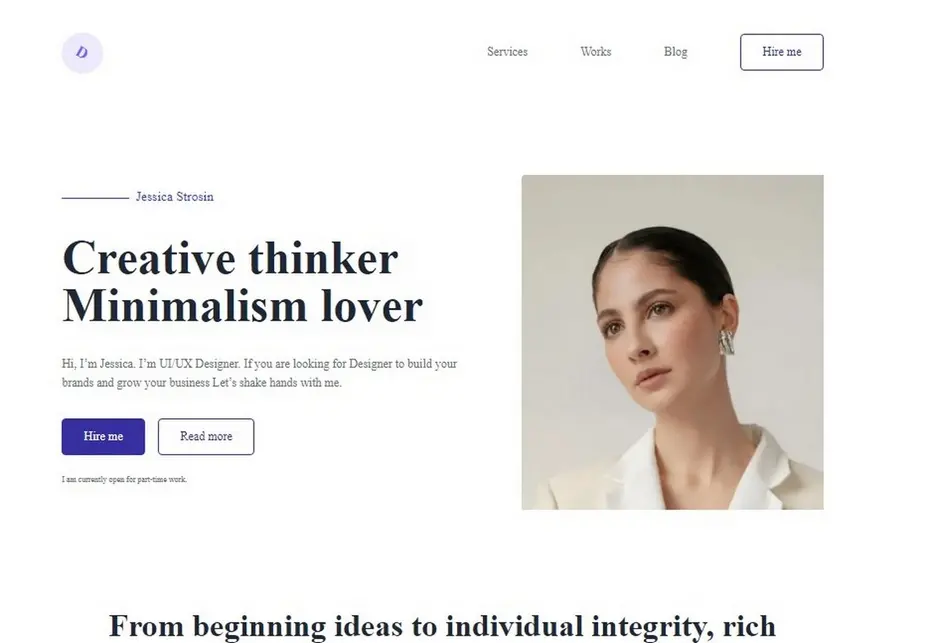 D
Services Works Blog Hire me
Jessica Strosin
Creative thinker
Minimalism lover
Hi, I'm Jessica. I'm UI/UX Designer. If you are looking for Designer to build your
brands and grow your business Let's shake hands with me.
Hire me Read more
I am currently open for part-time work.
From beginning ideas to individual integrity, rich